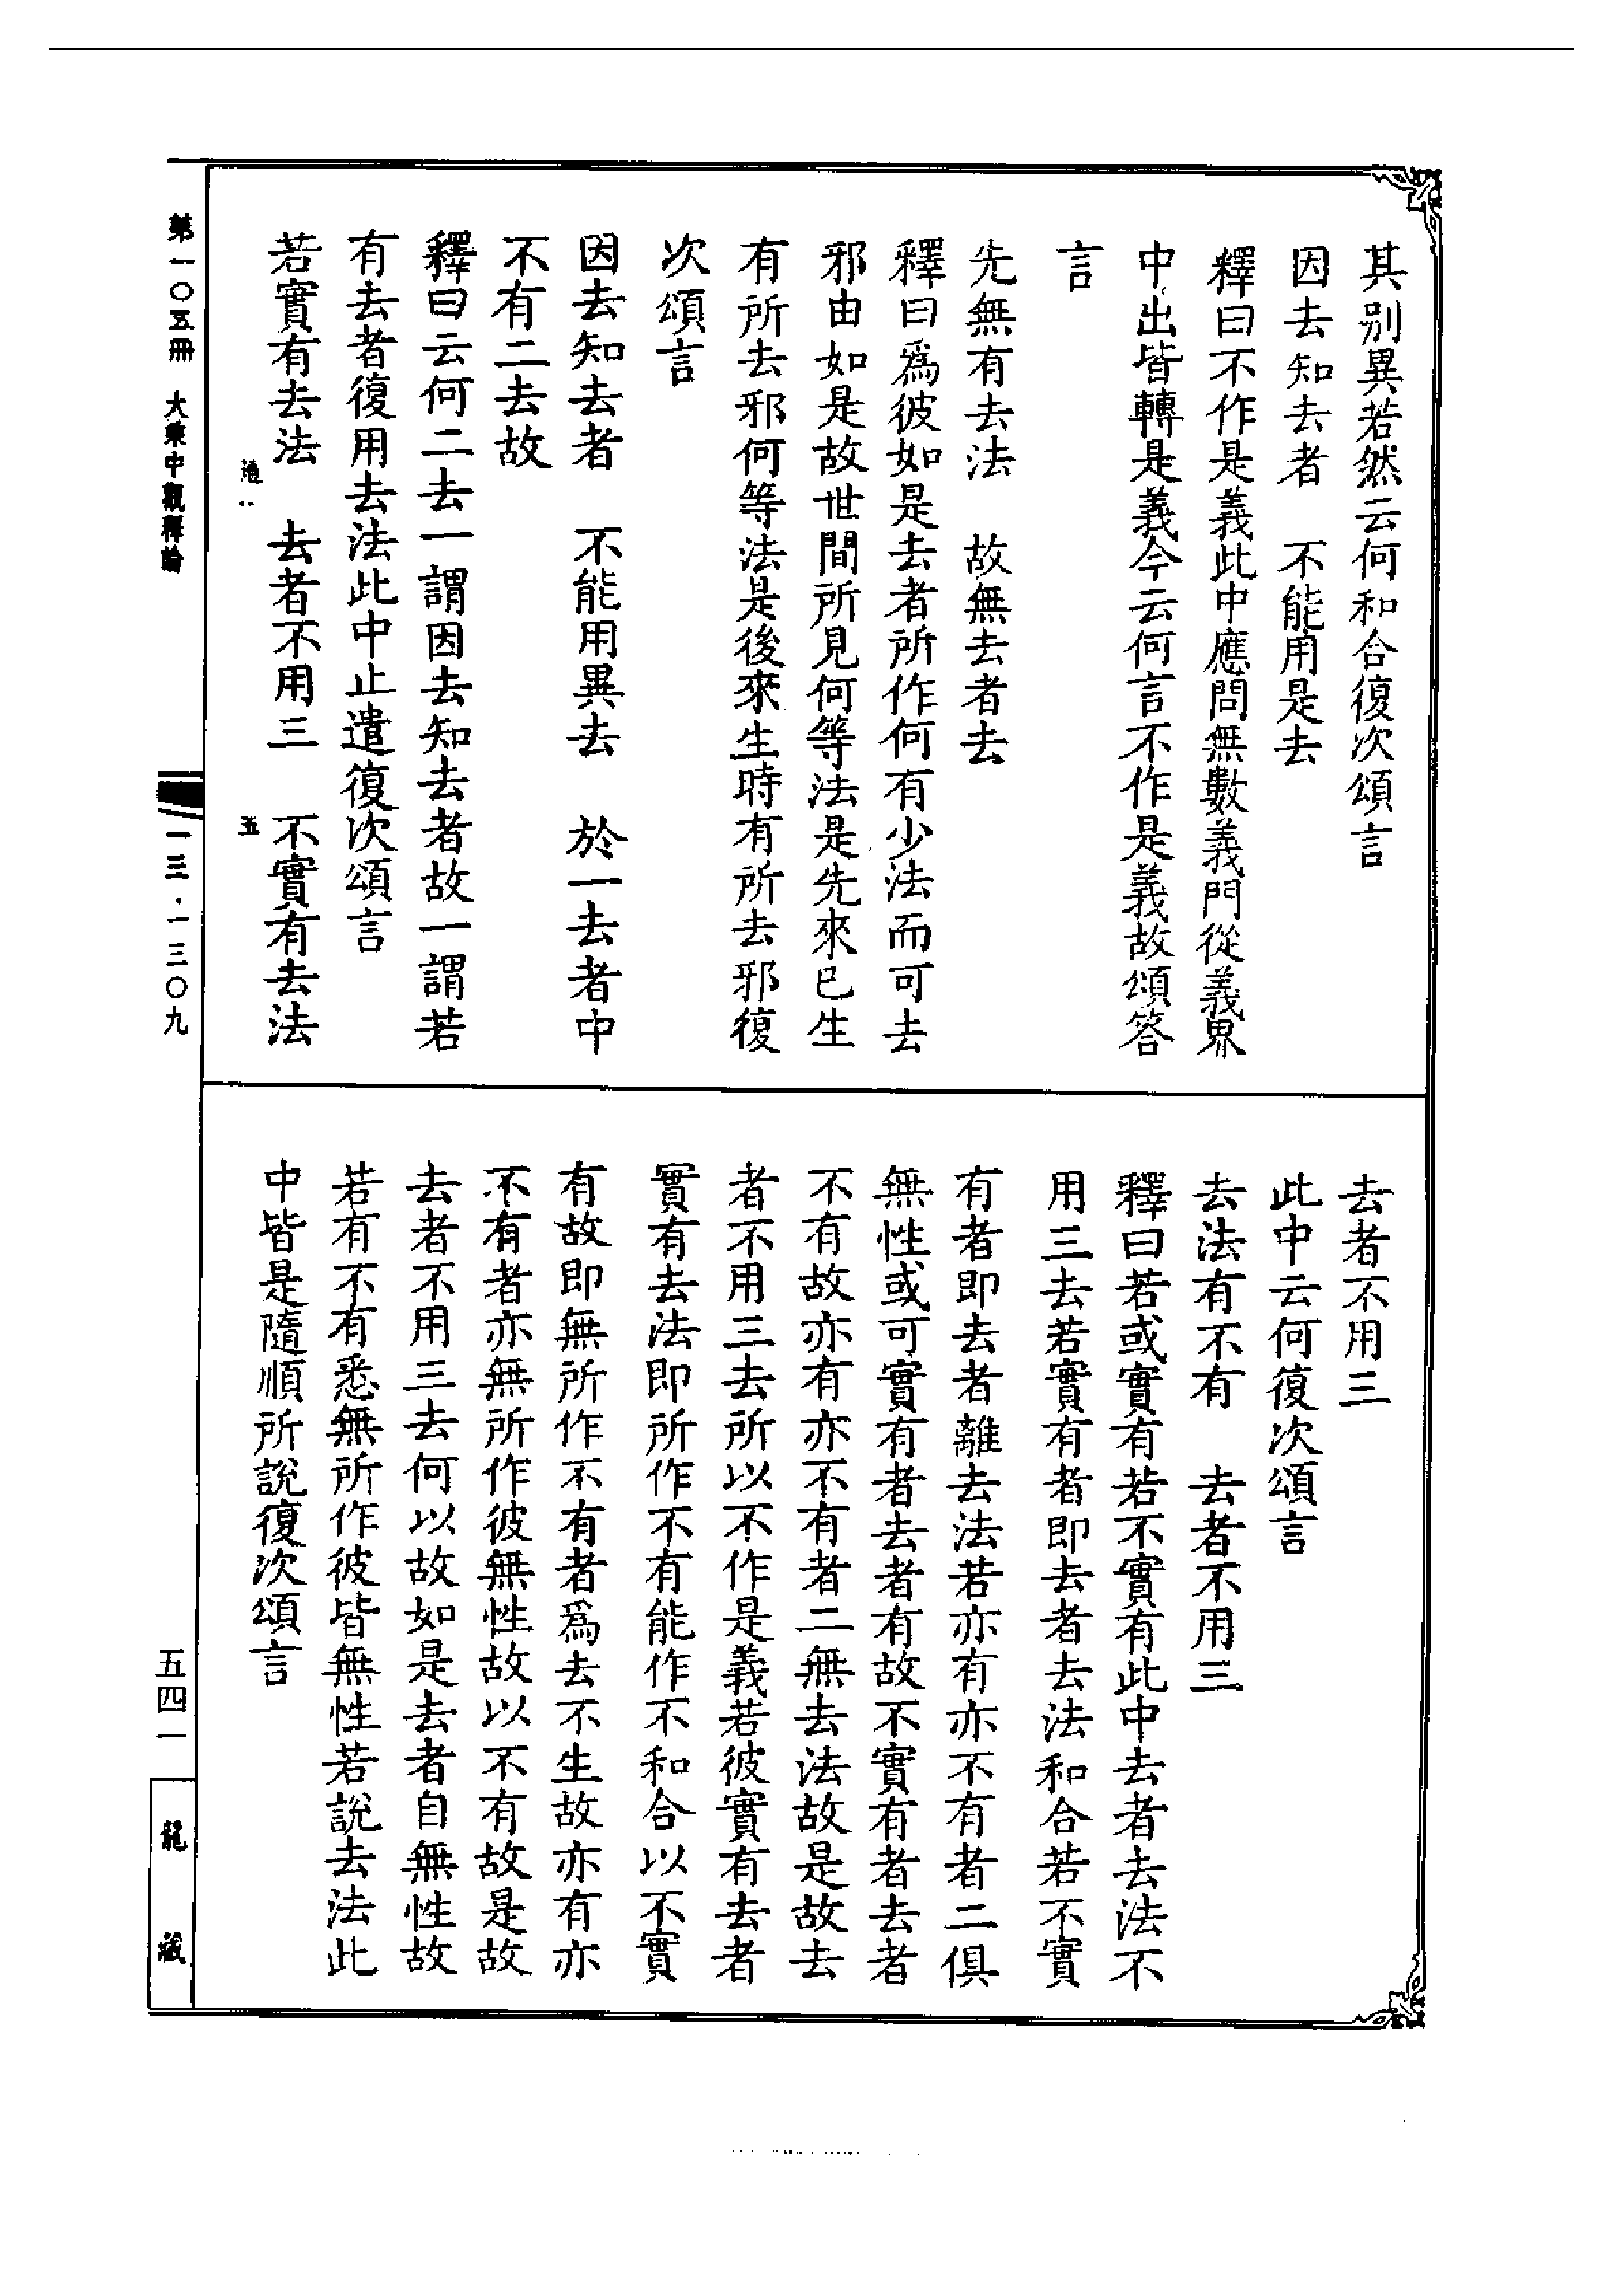 其別異若然云何和合復次頌言
因去知去者　不能用是去
釋曰不作是義此中應問無數義門從義界
中出皆轉是義今云何言不作是義故頌答
言
先無有去法　故無去者去
釋曰爲彼如是去者所作何有少法而可去
邪由如是故世間所見何等法是先來已生
有所去邪何等法是後來生時有所去邪復
次頌言
因去知去者　不能用異去　於一去者中
不有二去故
釋曰云何二去一謂因去知去者故一謂若
有去者復用去法此中止遣復次頌言
若實有去法　去者不用三　不實有去法
去者不用三
此中云何復次頌言
去法有不有　去者不用三
釋曰若或實有若不實有此中去者去法不
用三去若實有者即去者去法和合若不實
有者即去者離去法若亦有亦不有者二俱
無性或可實有者去者有故不實有者去者
不有故亦有亦不有者二無去法故是故去
者不用三去所以不作是義若彼實有去者
實有去法即所作不有能作不和合以不實
有故即無所作不有者爲去不生故亦有亦
不有者亦無所作彼無性故以不有故是故
去者不用三去何以故如是去者自無性故
若有不有悉無所作彼皆無性若說去法此
中皆是隨順所說復次頌言
五
第一〇五冊　大乘中觀釋論
一三·一三〇九
五四一
龍藏